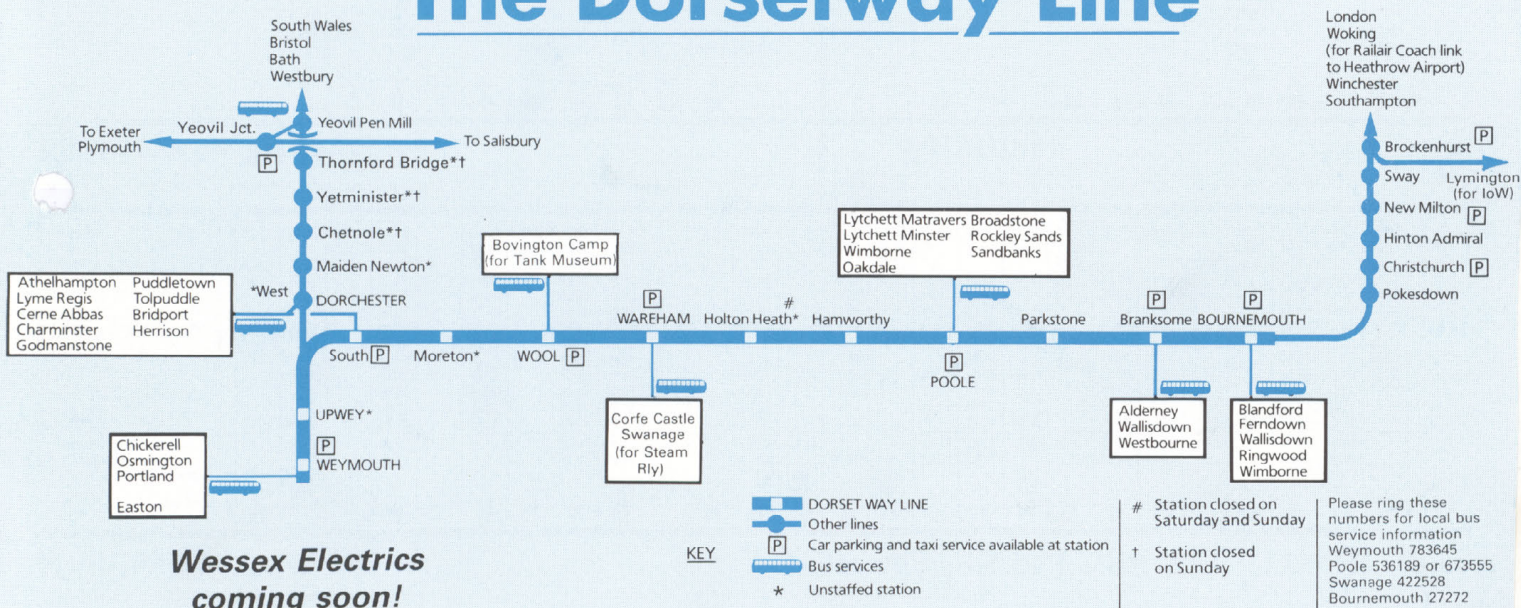 The Dorsetway Line
South Wales
Bristol
Bath
Westbury
To Exeter
Plymouth
Yeovil Jct.
P
Yeovil Pen Mill
To Salisbury
Thornford Bridge*†
Yetminister*†
Chetnole*†
Maiden Newton*
*West
DORCHESTER
Athelhampton Puddletown
Lyme Regis Tolpuddle
Cerne Abbas Bridport
Charminster Herrison
Godmanstone
South P
Moreton*
Bovington Camp
(for Tank Museum)
WOOL P
P
WAREHAM
Corfe Castle
Swanage
(for Steam
Rly)
#
Holton Heath*
Hamworthy
Lytchett Matravers Broadstone
Lytchett Minster Rockley Sands
Wimborne Sandbanks
Oakdale
P
POOLE
Parkstone
P
Branksome
Alderney
Wallisdown
Westbourne
P
BOURNEMOUTH
Blandford
Ferndown
Wallisdown
Ringwood
Wimborne
London
Woking
(for Railair Coach link
to Heathrow Airport)
Winchester
Southampton
Brockenhurst P
Sway
Lymington
(for IoW)
New Milton P
Hinton Admiral
Christchurch P
Pokesdown
UPWEY*
P
WEYMOUTH
Chickerell
Osmington
Portland
Easton
Wessex Electrics
coming soon!
KEY
DORSET WAY LINE
Other lines
P Car parking and taxi service available at station
Bus services
* Unstaffed station
# Station closed on
Saturday and Sunday
† Station closed
on Sunday
Please ring these
numbers for local bus
service information
Weymouth 783645
Poole 536189 or 673555
Swanage 422528
Bournemouth 27272